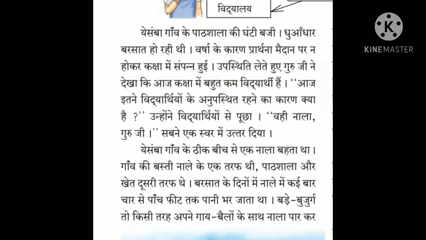 विद्यालय
येसंबा गाँव के पाठशाला की घंटी बजी । धुआँधार
बरसात हो रही थी । वर्षा के कारण प्रार्थना मैदान पर न
होकर कक्षा में संपन्न हुई । उपस्थिति लेते हुए गुरु जी ने
देखा कि आज कक्षा में बहुत कम विद्यार्थी हैं । “आज
इतने विद्यार्थियों के अनुपस्थित रहने का कारण क्या
है ?’’ उन्होंने विद्यार्थियों से पूछा । ‘‘वही नाला,
गुरु जी ।’’ सबने एक स्वर में उत्तर दिया ।
येसंबा गाँव के ठीक बीच से एक नाला बहता था ।
गाँव की बस्ती नाले के एक तरफ थी, पाठशाला और
खेत दूसरी तरफ थे । बरसात के दिनों में नाले में कई बार
चार से पाँच फीट तक पानी भर जाता था । बड़े-बुजुर्ग
तो किसी तरह अपने गाय-बैलों के साथ नाला पार कर
KINEMASTER